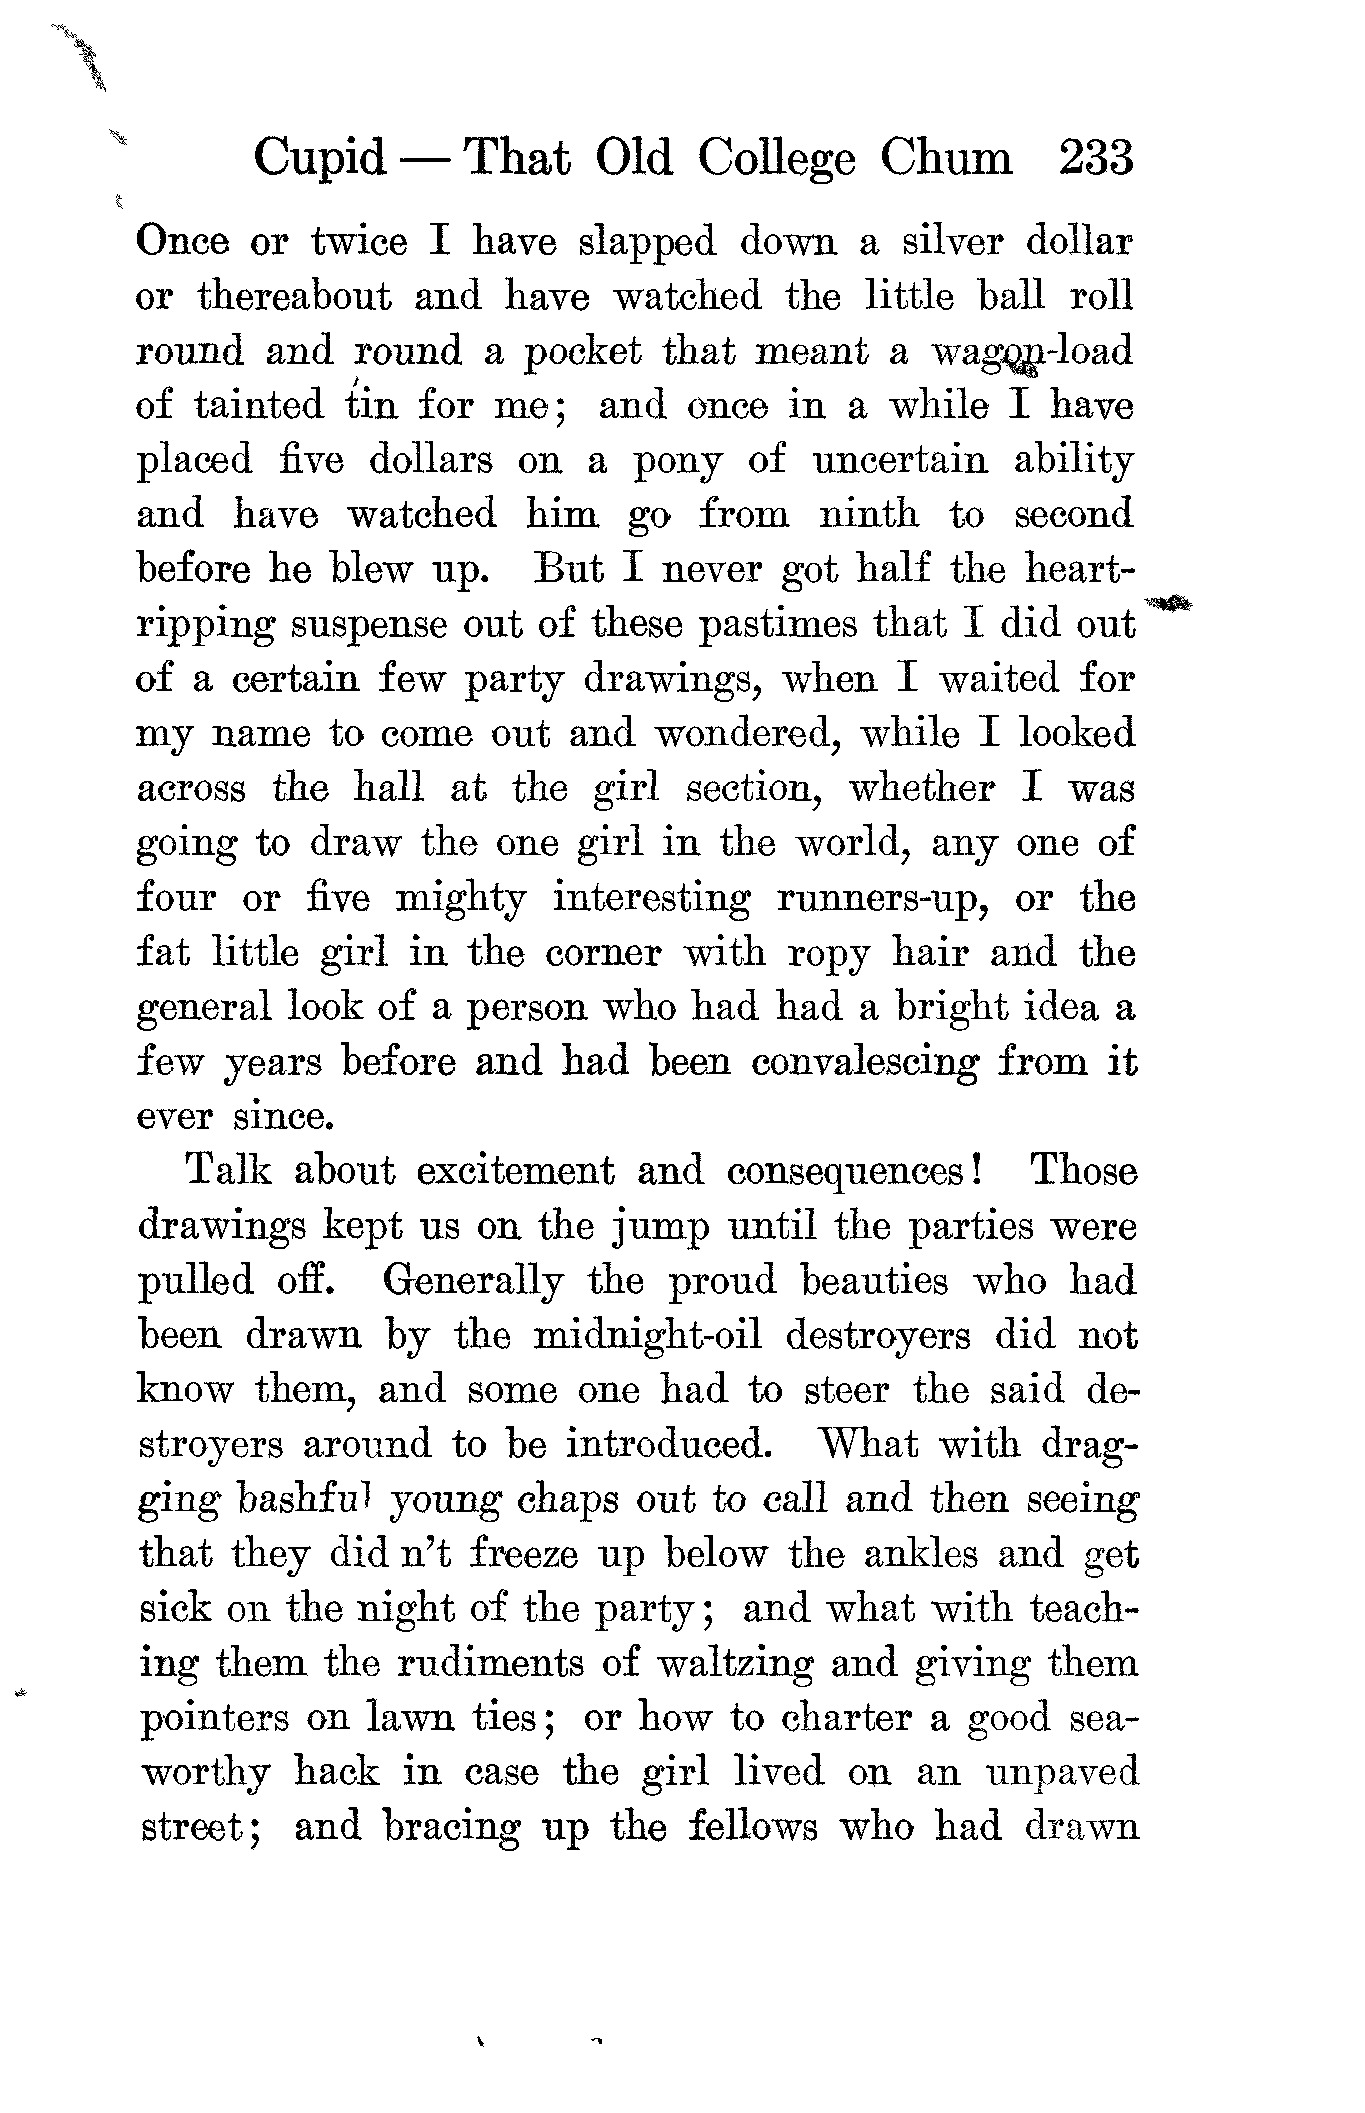 Cupid — That Old College Chum 233
Once or twice I have slapped down a silver dollar
or thereabout and have watched the little ball roll
round and round a pocket that meant a wagon-load
of tainted tin for me; and once in a while I have
placed five dollars on a pony of uncertain ability
and have watched him go from ninth to second
before he blew up. But I never got half the heart-
ripping suspense out of these pastimes that I did out
of a certain few party drawings, when I waited for
my name to come out and wondered, while I looked
across the hall at the girl section, whether I was
going to draw the one girl in the world, any one of
four or five mighty interesting runners-up, or the
fat little girl in the corner with ropy hair and the
general look of a person who had had a bright idea a
few years before and had been convalescing from it
ever since.
Talk about excitement and consequences! Those
drawings kept us on the jump until the parties were
pulled off. Generally the proud beauties who had
been drawn by the midnight-oil destroyers did not
know them, and some one had to steer the said de-
stroyers around to be introduced. What with drag-
ging bashful young chaps out to call and then seeing
that they did n't freeze up below the ankles and get
sick on the night of the party; and what with teach-
ing them the rudiments of waltzing and giving them
pointers on lawn ties; or how to charter a good sea-
worthy hack in case the girl lived on an unpaved
street; and bracing up the fellows who had drawn